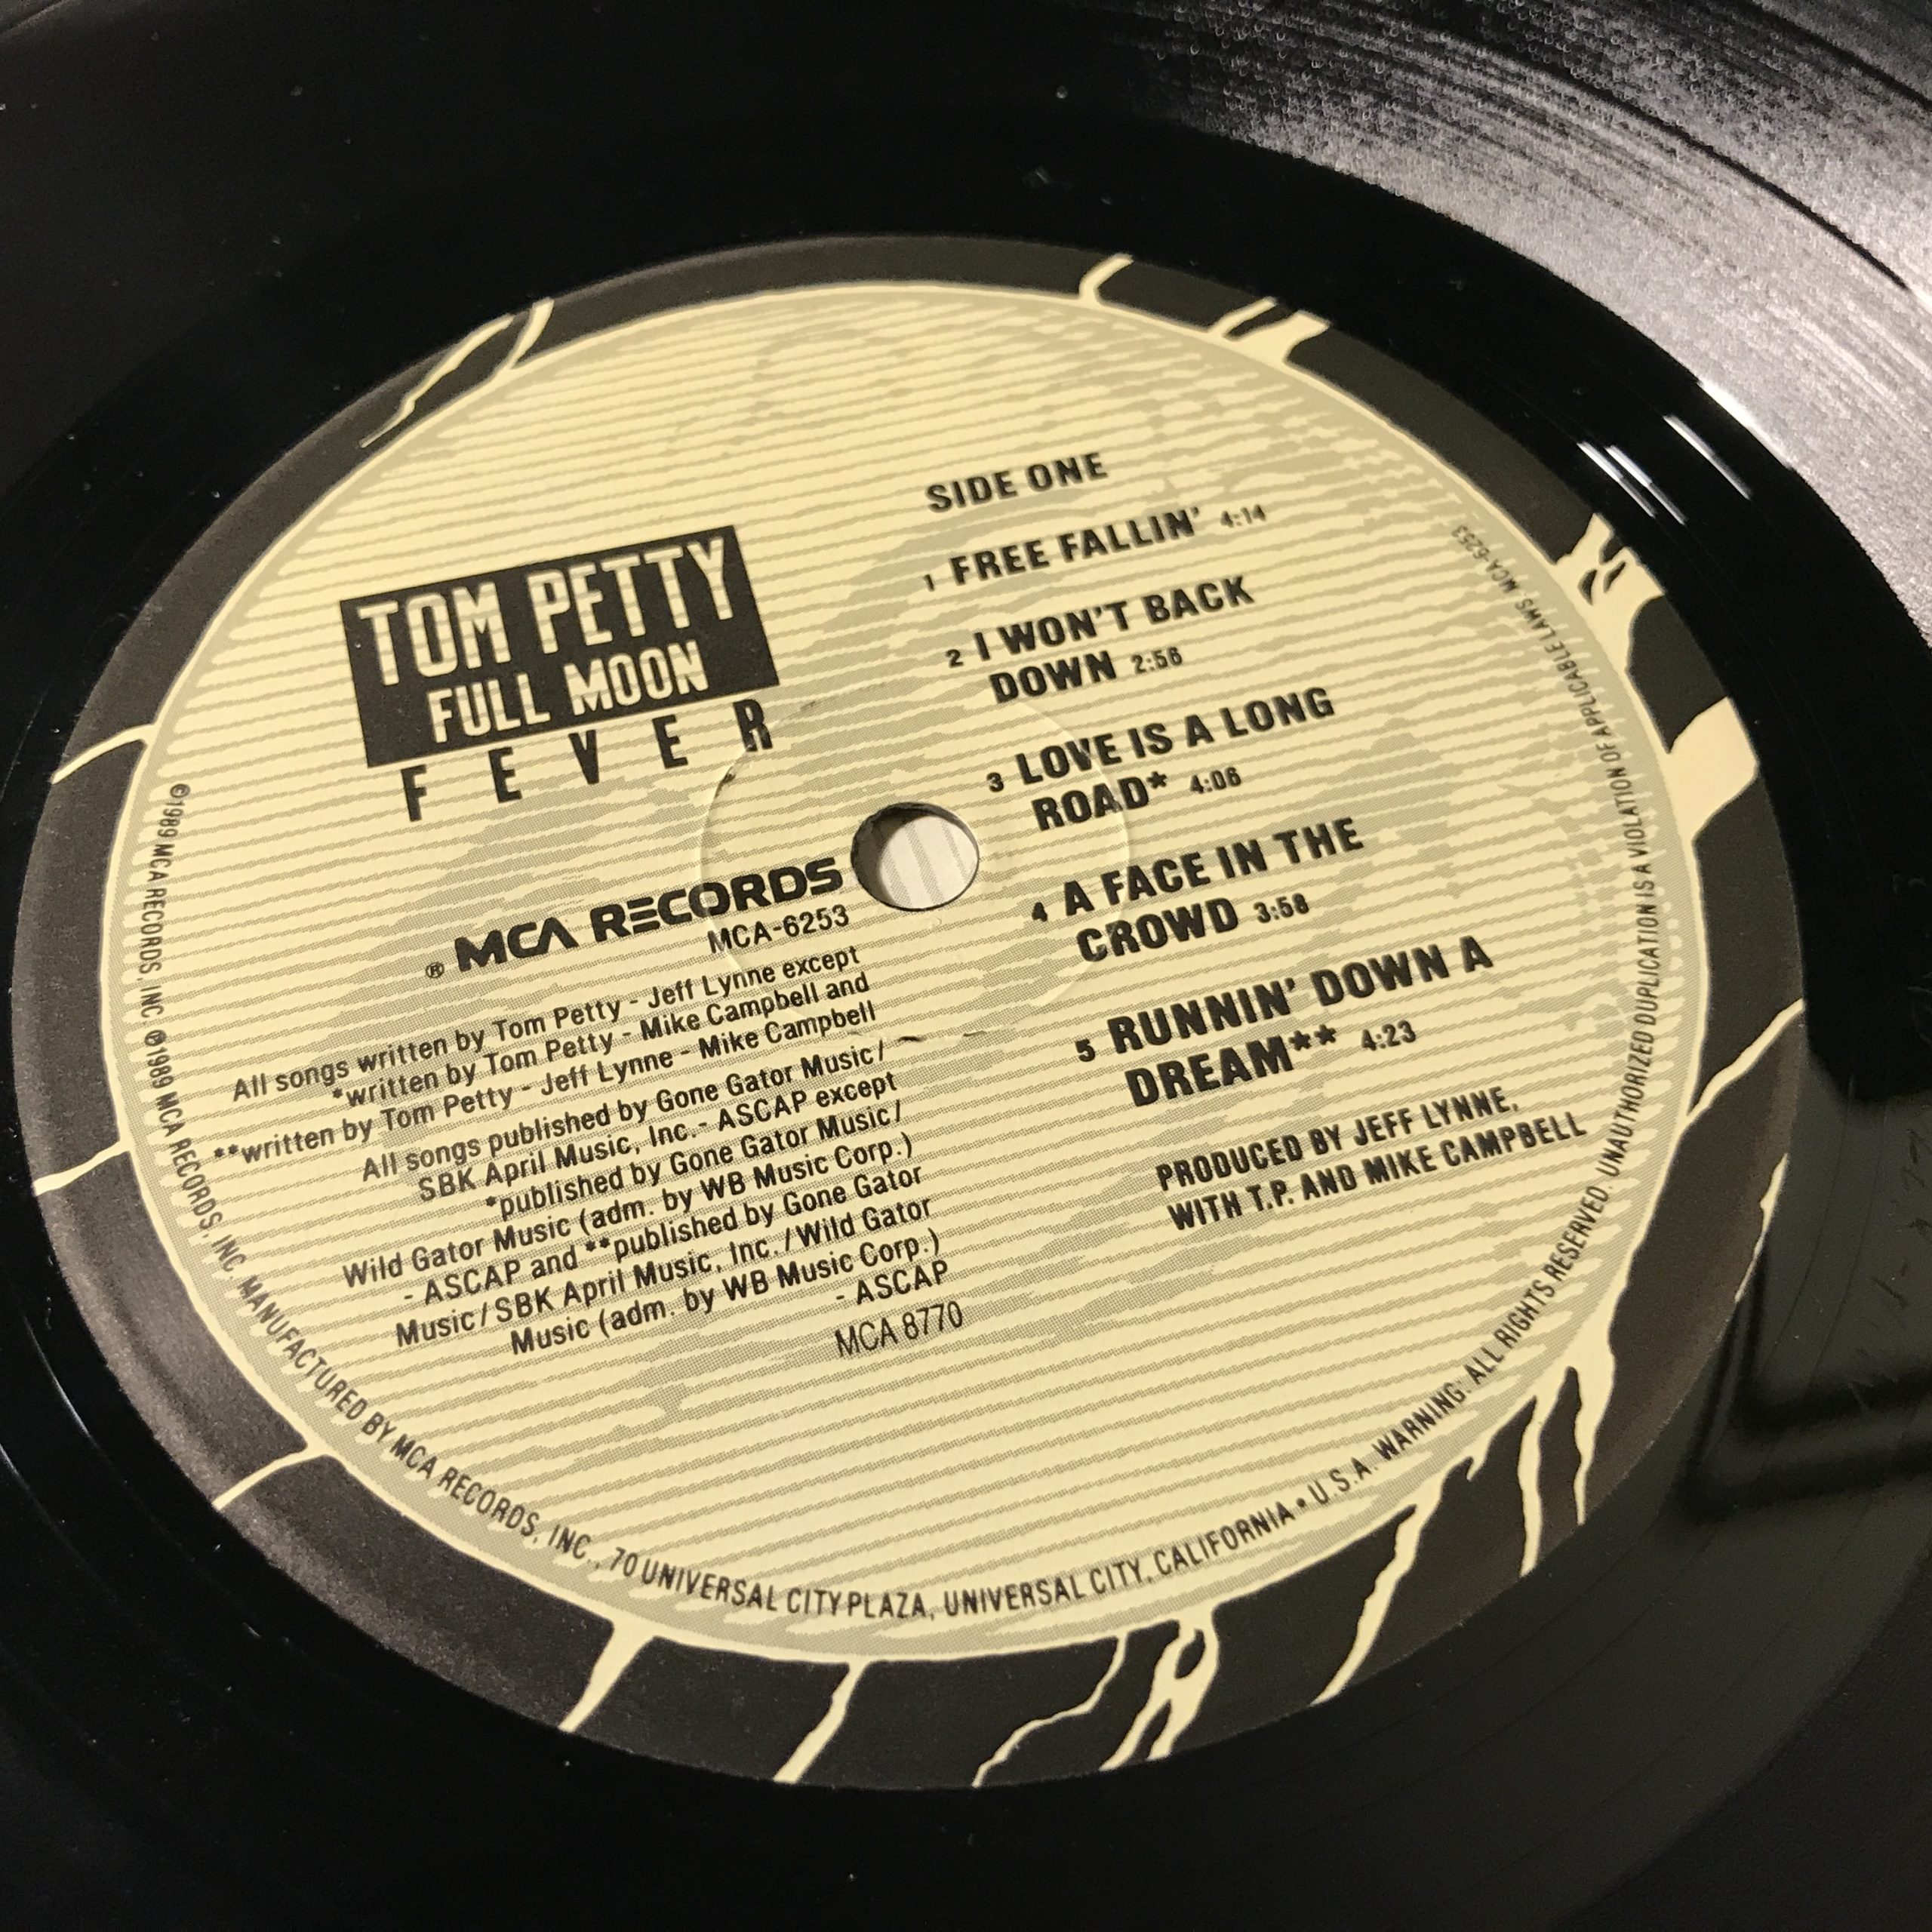 TOM PETTY
FULL MOON
FEVER
® MCA RECORDS
MCA-6253
All songs written by Tom Petty - Jeff Lynne except
*written by Tom Petty - Mike Campbell and
**written by Tom Petty - Jeff Lynne - Mike Campbell
All songs published by Gone Gator Music/
SBK April Music, Inc.- ASCAP except
*published by Gone Gator Music/
Wild Gator Music (adm. by WB Music Corp.)
- ASCAP and **published by Gone Gator
Music/SBK April Music, Inc./Wild Gator
Music (adm. by WB Music Corp.)
- ASCAP
MCA 8770
SIDE ONE
1 FREE FALLIN' 4:14
2 I WON'T BACK
DOWN 2:56
3 LOVE IS A LONG
ROAD* 4:06
4 A FACE IN THE
CROWD 3:58
5 RUNNIN' DOWN A
DREAM** 4:23
PRODUCED BY JEFF LYNNE,
WITH T.P. AND MIKE CAMPBELL
©1989 MCA RECORDS, INC. ℗1989 MCA RECORDS, INC. MANUFACTURED BY MCA RECORDS, INC., 70 UNIVERSAL CITY PLAZA, UNIVERSAL CITY, CALIFORNIA • U.S.A. WARNING: ALL RIGHTS RESERVED. UNAUTHORIZED DUPLICATION IS A VIOLATION OF APPLICABLE LAWS. MCA-6253